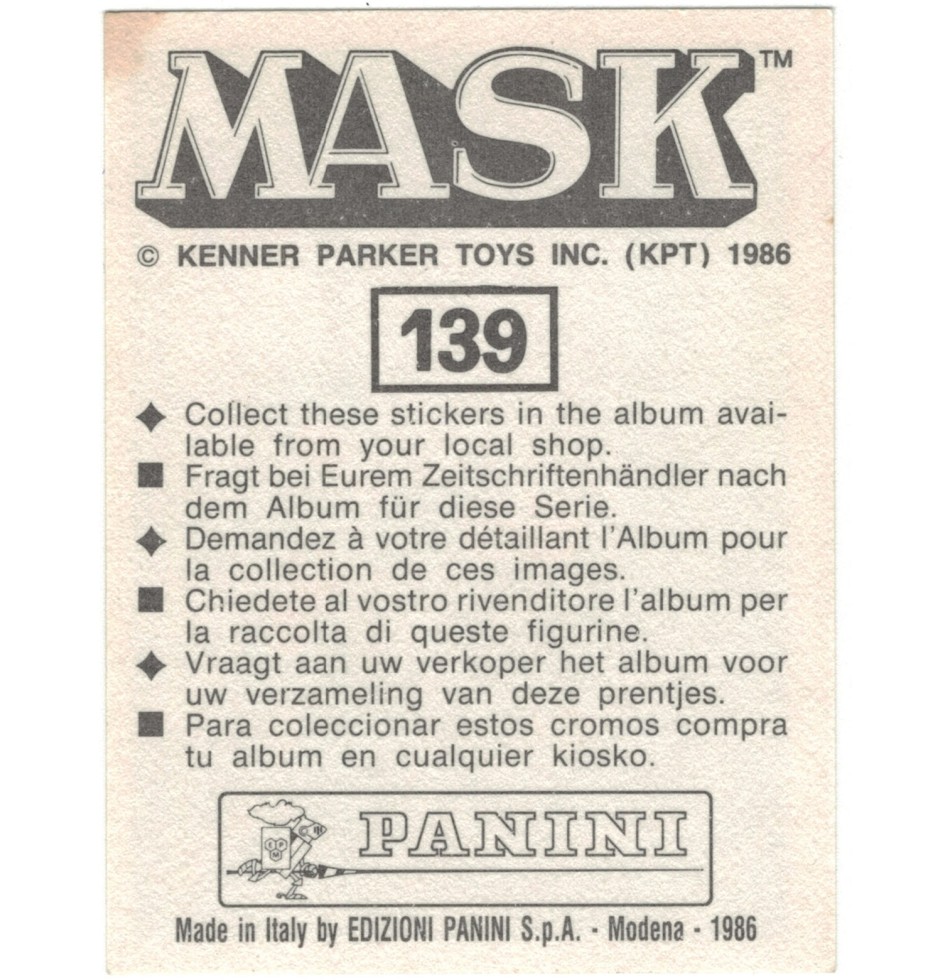 MASK™
© KENNER PARKER TOYS INC. (KPT) 1986
139
Collect these stickers in the album avai-
lable from your local shop.
Fragt bei Eurem Zeitschriftenhändler nach
dem Album für diese Serie.
Demandez à votre détaillant l'Album pour
la collection de ces images.
Chiedete al vostro rivenditore l'album per
la raccolta di queste figurine.
Vraagt aan uw verkoper het album voor
uw verzameling van deze prentjes.
Para coleccionar estos cromos compra
tu album en cualquier kiosko.
PANINI
Made in Italy by EDIZIONI PANINI S.p.A. - Modena - 1986